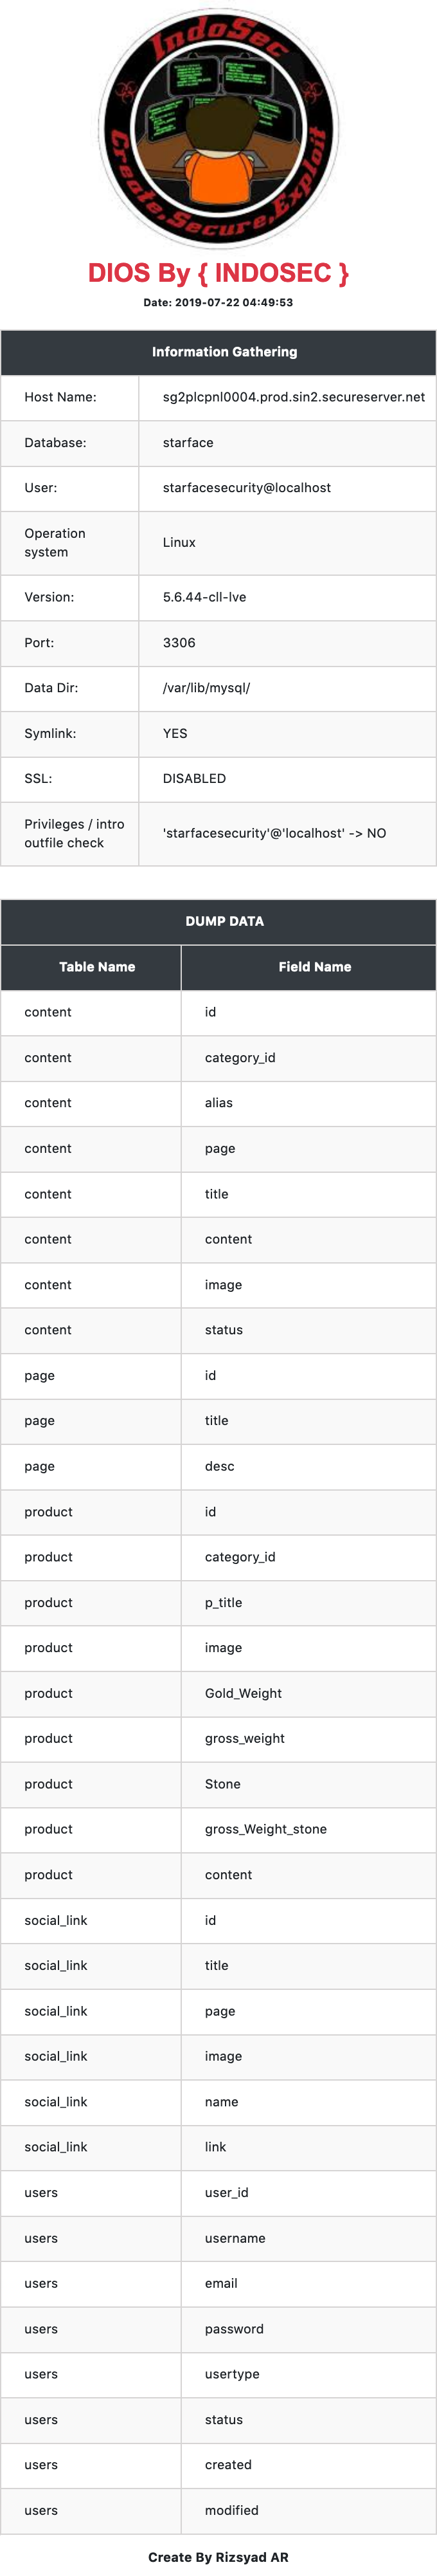 IndoSec
Create,Secure,Exploit
DIOS By { INDOSEC }
Date: 2019-07-22 04:49:53
Information Gathering
Host Name: sg2plcpnl0004.prod.sin2.secureserver.net
Database: starface
User: starfacesecurity@localhost
Operation
system
Linux
Version: 5.6.44-cll-lve
Port: 3306
Data Dir: /var/lib/mysql/
Symlink: YES
SSL: DISABLED
Privileges / intro
outfile check
'starfacesecurity'@'localhost' -> NO
DUMP DATA
Table Name Field Name
content id
content category_id
content alias
content page
content title
content content
content image
content status
page id
page title
page desc
product id
product category_id
product p_title
product image
product Gold_Weight
product gross_weight
product Stone
product gross_Weight_stone
product content
social_link id
social_link title
social_link page
social_link image
social_link name
social_link link
users user_id
users username
users email
users password
users usertype
users status
users created
users modified
Create By Rizsyad AR